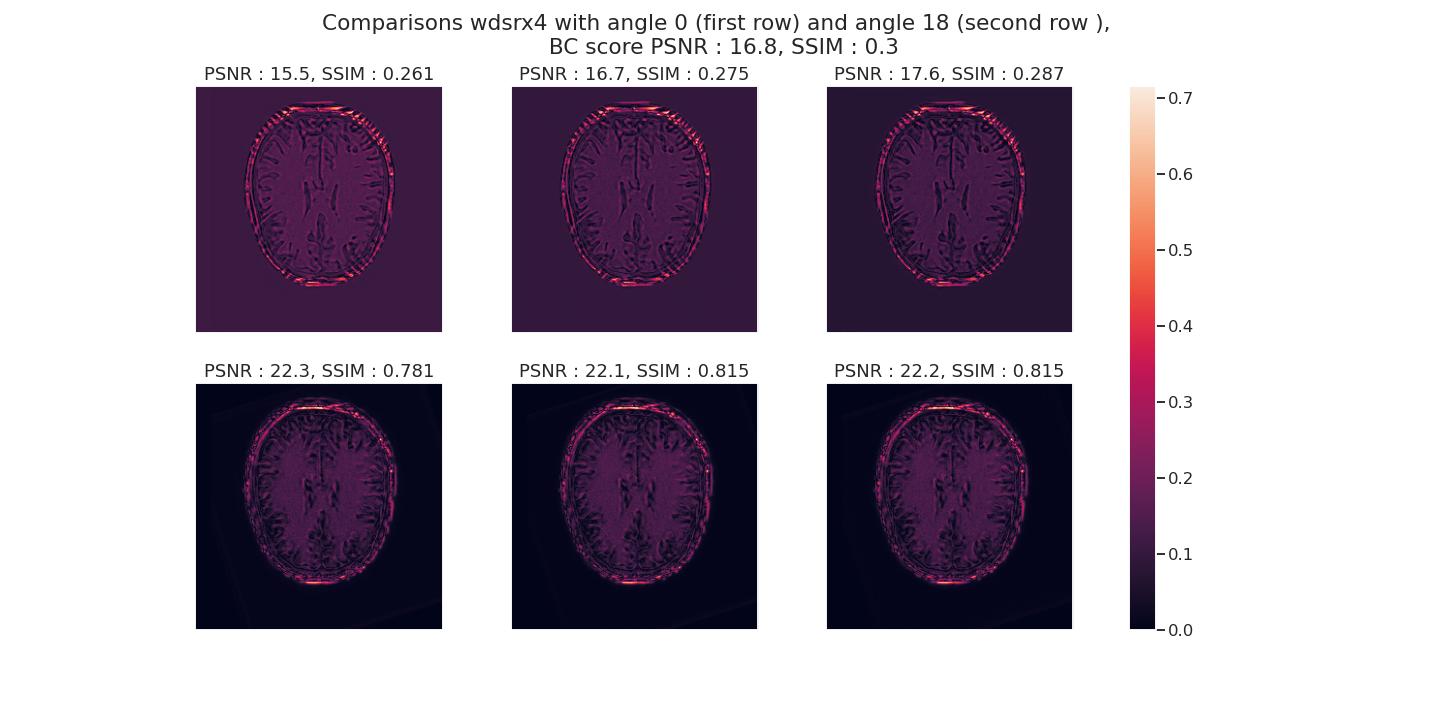 Comparisons wdsrx4 with angle 0 (first row) and angle 18 (second row ),
BC score PSNR : 16.8, SSIM : 0.3
PSNR : 15.5, SSIM : 0.261
PSNR : 16.7, SSIM : 0.275
PSNR : 17.6, SSIM : 0.287
PSNR : 22.3, SSIM : 0.781
PSNR : 22.1, SSIM : 0.815
PSNR : 22.2, SSIM : 0.815
0.7
0.6
0.5
0.4
0.3
0.2
0.1
0.0